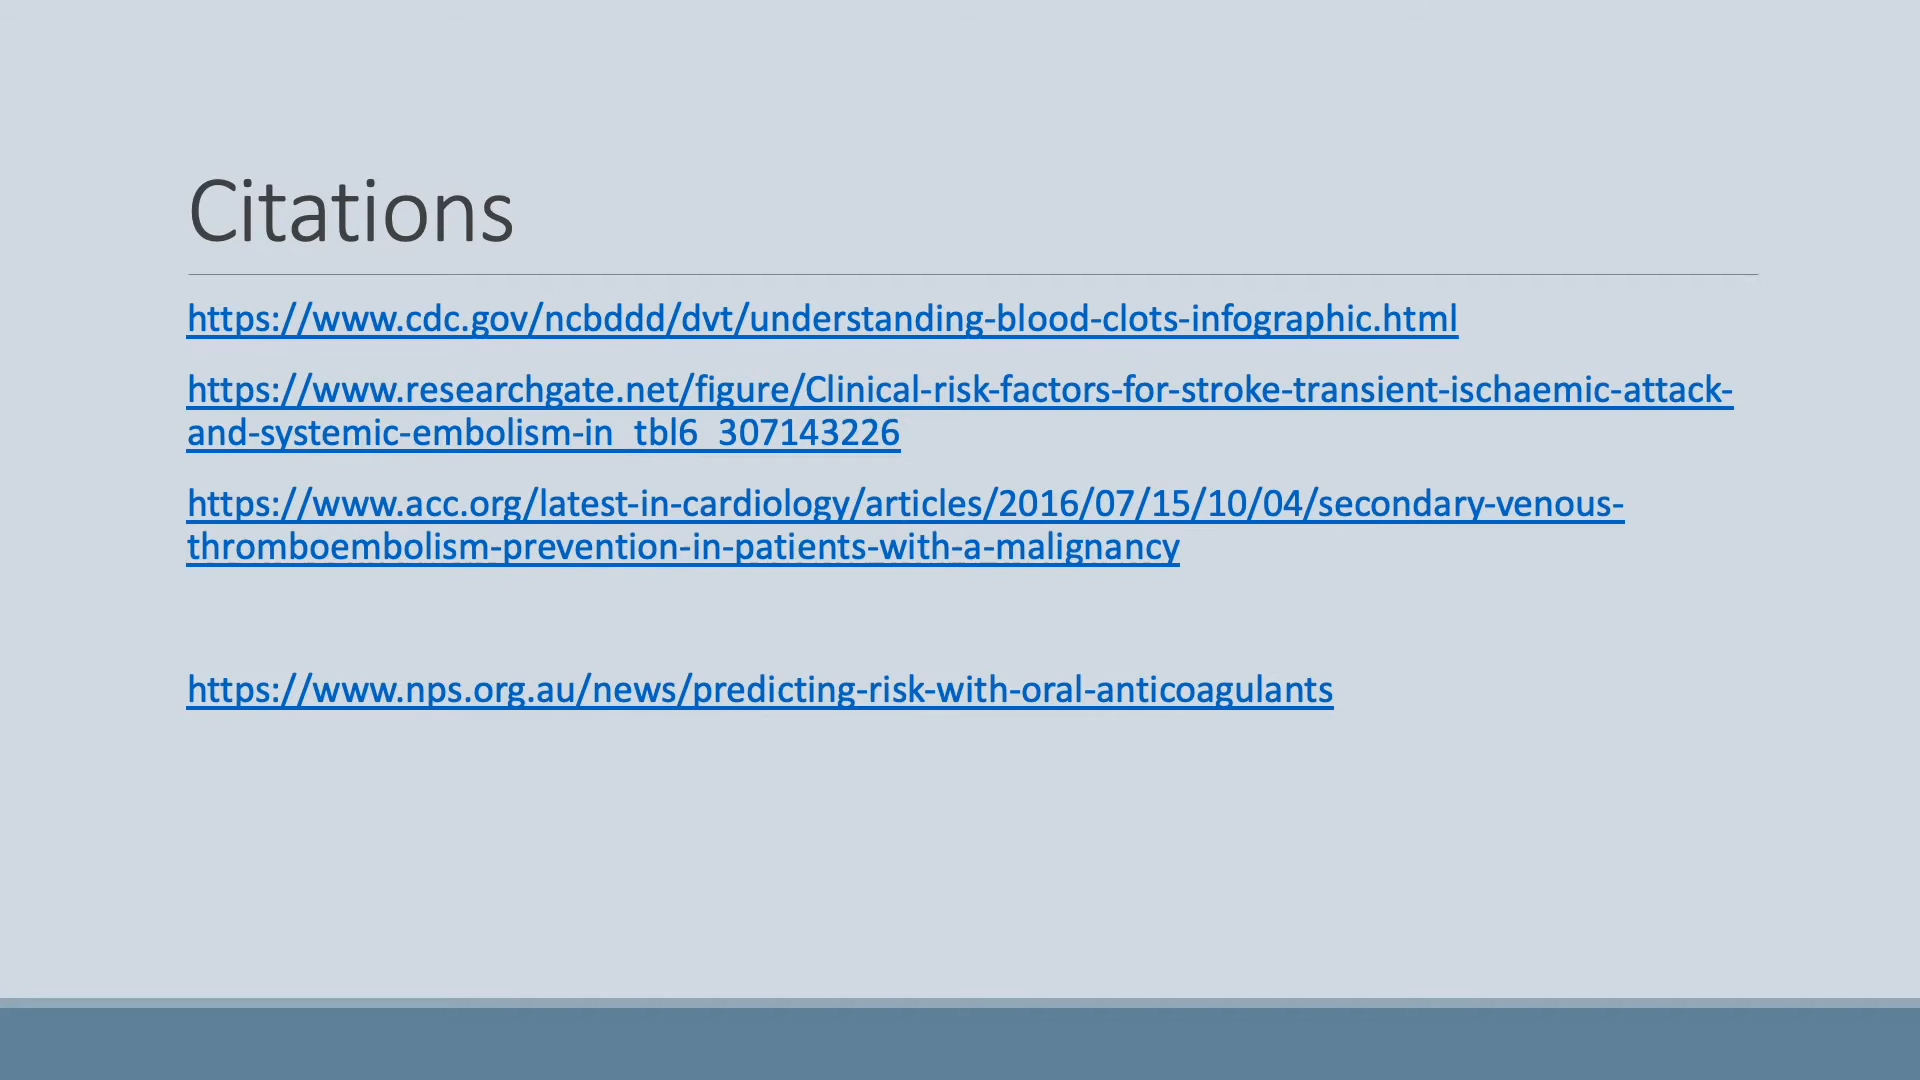 Citations
https://www.cdc.gov/ncbddd/dvt/understanding-blood-clots-infographic.html
https://www.researchgate.net/figure/Clinical-risk-factors-for-stroke-transient-ischaemic-attack-
and-systemic-embolism-in_tbl6_307143226
https://www.acc.org/latest-in-cardiology/articles/2016/07/15/10/04/secondary-venous-
thromboembolism-prevention-in-patients-with-a-malignancy
https://www.nps.org.au/news/predicting-risk-with-oral-anticoagulants